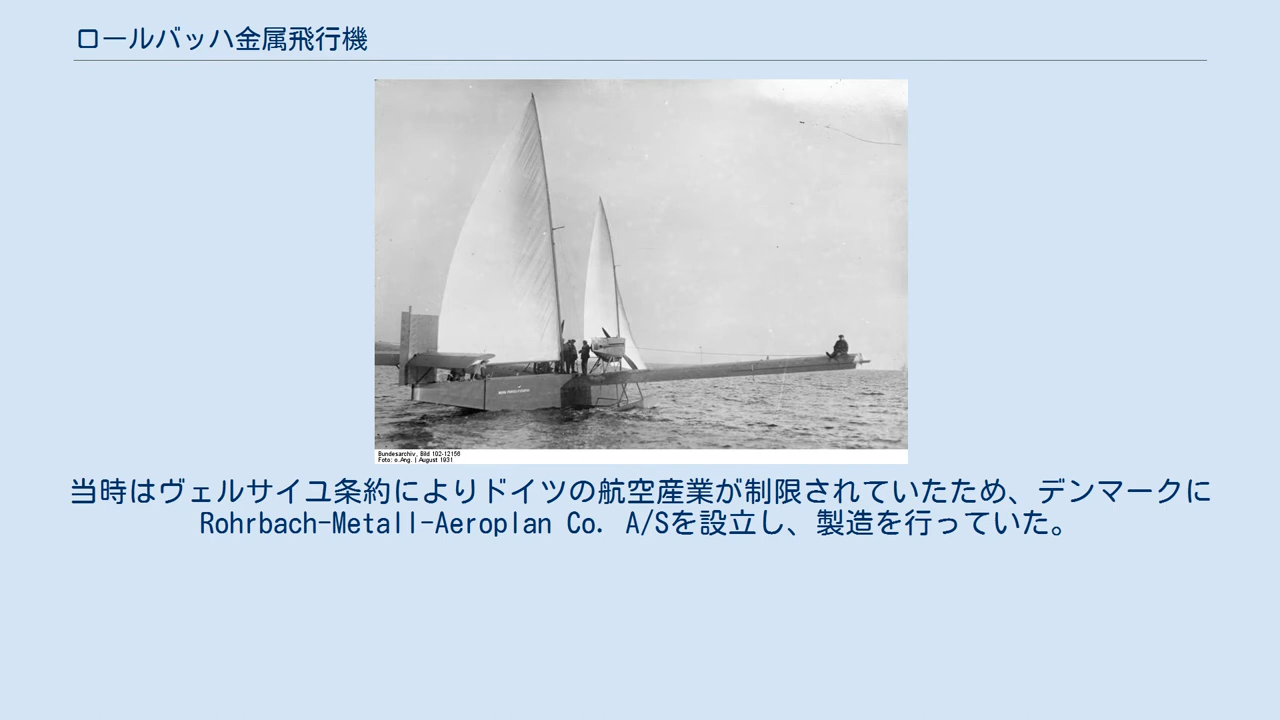 ロールバッハ金属飛行機
Bundesarchiv, Bild 102-12156
Foto: o.Ang. | August 1931
当時はヴェルサイユ条約によりドイツの航空産業が制限されていたため、デンマークに
Rohrbach-Metall-Aeroplan Co. A/Sを設立し、製造を行っていた。